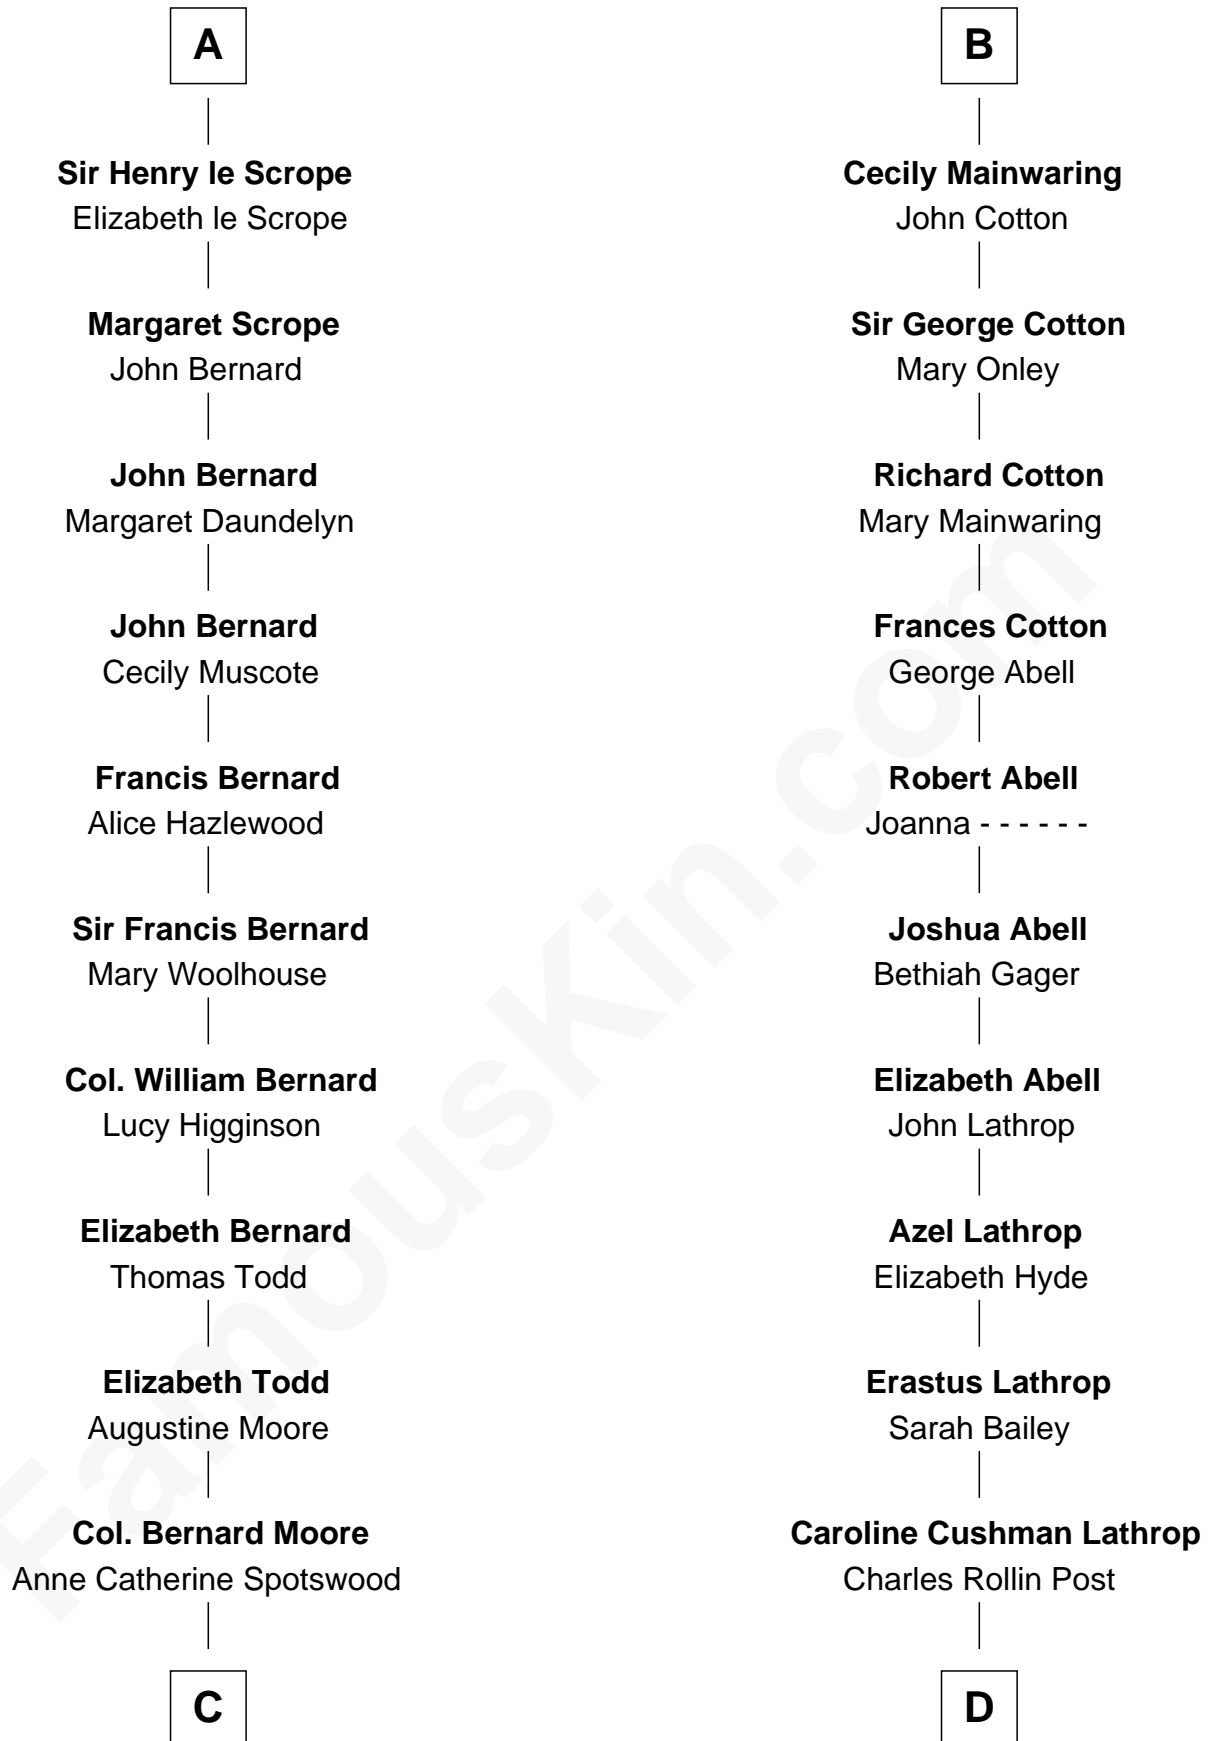 A
Sir Henry le Scrope
Elizabeth le Scrope
Margaret Scrope
John Bernard
John Bernard
Margaret Daundelyn
John Bernard
Cecily Muscote
Francis Bernard
Alice Hazlewood
Sir Francis Bernard
Mary Woolhouse
Col. William Bernard
Lucy Higginson
Elizabeth Bernard
Thomas Todd
Elizabeth Todd
Augustine Moore
Col. Bernard Moore
Anne Catherine Spotswood
C
B
Cecily Mainwaring
John Cotton
Sir George Cotton
Mary Onley
Richard Cotton
Mary Mainwaring
Frances Cotton
George Abell
Robert Abell
Joanna - - - - - -
Joshua Abell
Bethiah Gager
Elizabeth Abell
John Lathrop
Azel Lathrop
Elizabeth Hyde
Erastus Lathrop
Sarah Bailey
Caroline Cushman Lathrop
Charles Rollin Post
D
FamousKin.com